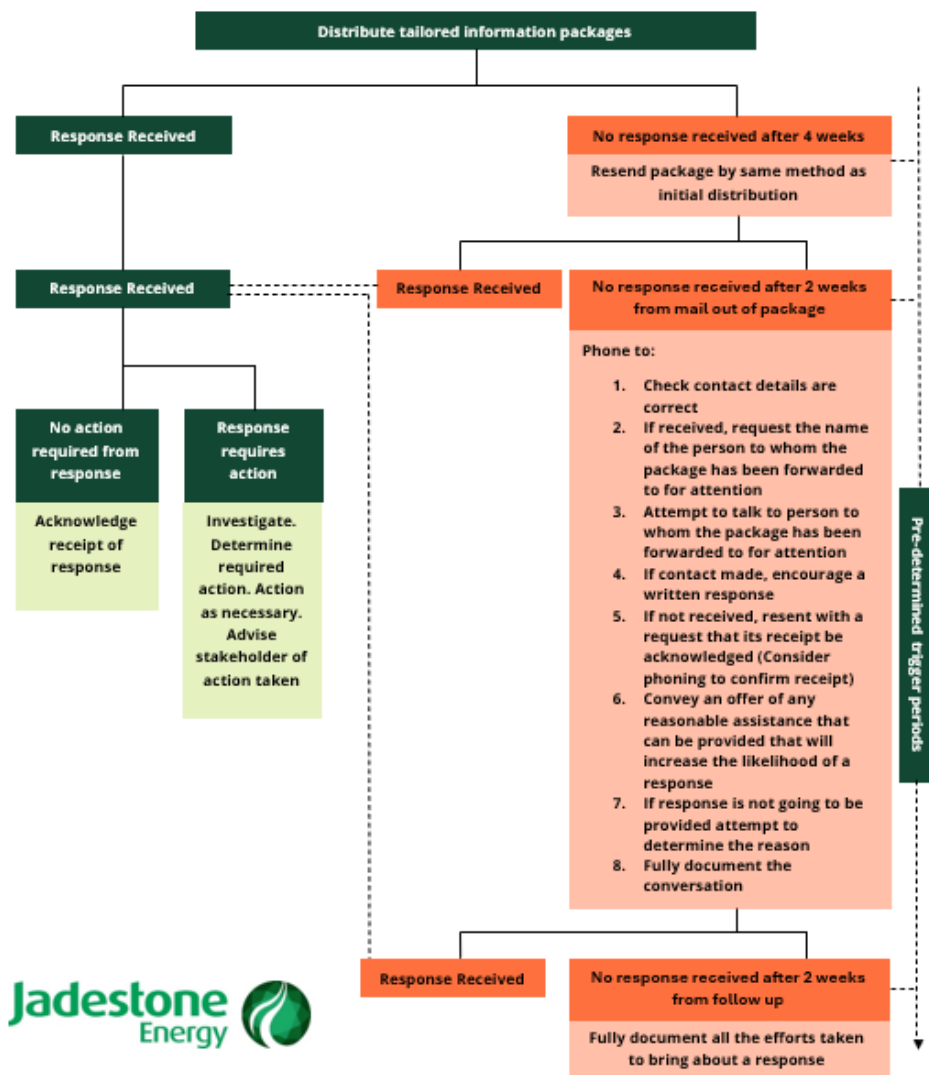 Distribute tailored information packages
Response Received
No response received after 4 weeks
Resend package by same method as
initial distribution
Response Received
Response Received
No response received after 2 weeks
from mail out of package
Phone to:
1. Check contact details are
correct
2. If received, request the name
of the person to whom the
package has been forwarded
to for attention
3. Attempt to talk to person to
whom the package has been
forwarded to for attention
4. If contact made, encourage a
written response
5. If not received, resent with a
request that its receipt be
acknowledged (Consider
phoning to confirm receipt)
6. Convey an offer of any
reasonable assistance that
can be provided that will
increase the likelihood of a
response
7. If response is not going to be
provided attempt to
determine the reason
8. Fully document the
conversation
No action
required from
response
Acknowledge
receipt of
response
Response
requires
action
Investigate.
Determine
required
action. Action
as necessary.
Advise
stakeholder of
action taken
Pre-determined trigger periods
Response Received
No response received after 2 weeks
from follow up
Fully document all the efforts taken
to bring about a response
Jadestone
Energy